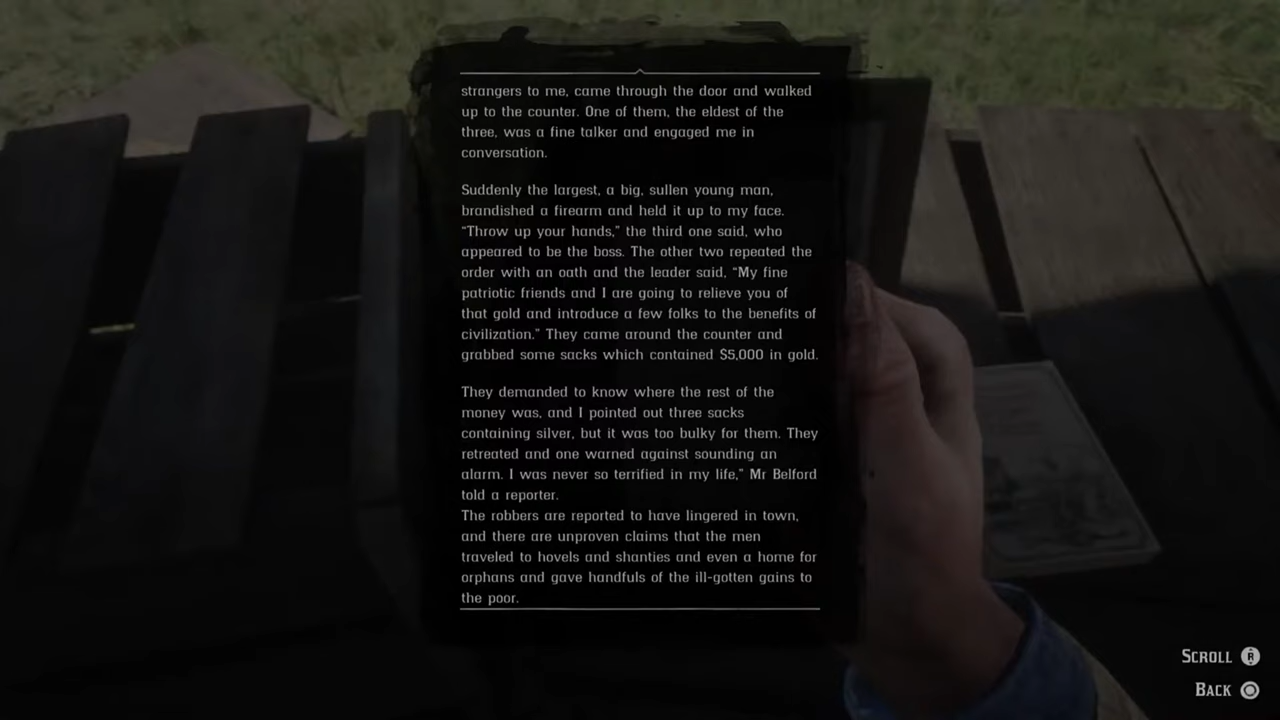 strangers to me, came through the door and walked
up to the counter. One of them, the eldest of the
three, was a fine talker and engaged me in
conversation.
Suddenly the largest, a big, sullen young man,
brandished a firearm and held it up to my face.
“Throw up your hands,” the third one said, who
appeared to be the boss. The other two repeated the
order with an oath and the leader said, “My fine
patriotic friends and I are going to relieve you of
that gold and introduce a few folks to the benefits of
civilization.” They came around the counter and
grabbed some sacks which contained $5,000 in gold.
They demanded to know where the rest of the
money was, and I pointed out three sacks
containing silver, but it was too bulky for them. They
retreated and one warned against sounding an
alarm. I was never so terrified in my life,” Mr Belford
told a reporter.
The robbers are reported to have lingered in town,
and there are unproven claims that the men
traveled to hovels and shanties and even a home for
orphans and gave handfuls of the ill-gotten gains to
the poor.
SCROLL R
BACK